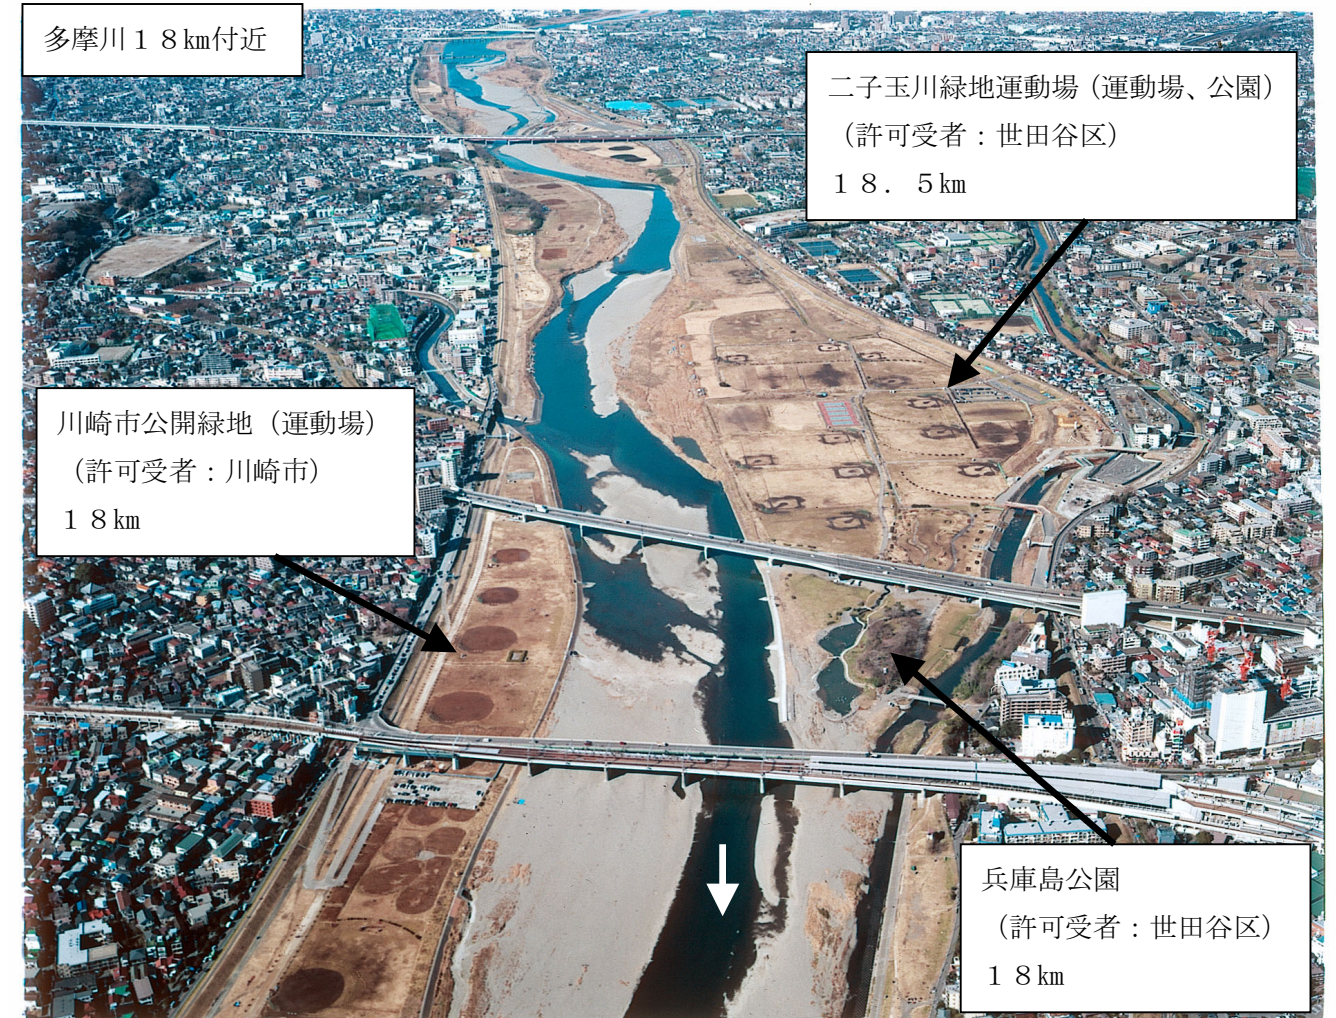 多摩川１８㎞付近
二子玉川緑地運動場（運動場、公園）
（許可受者：世田谷区）
１８．５㎞
川崎市公開緑地（運動場）
（許可受者：川崎市）
１８㎞
兵庫島公園
（許可受者：世田谷区）
１８㎞